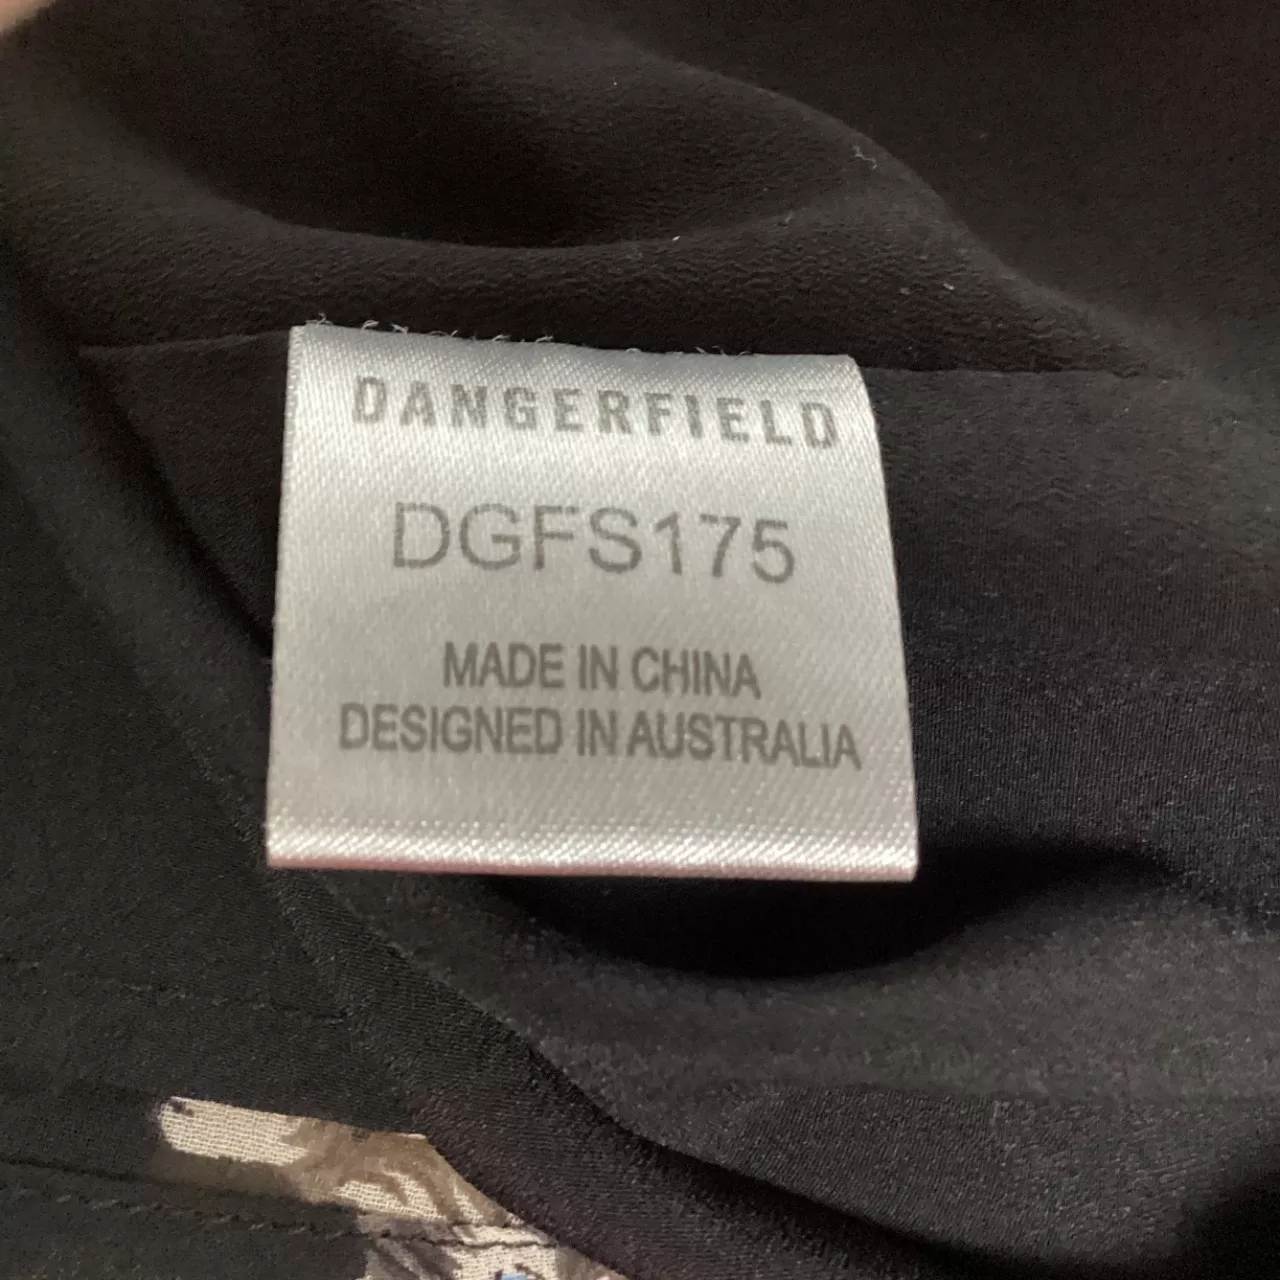 DANGERFIELD
DGFS175
MADE IN CHINA
DESIGNED IN AUSTRALIA